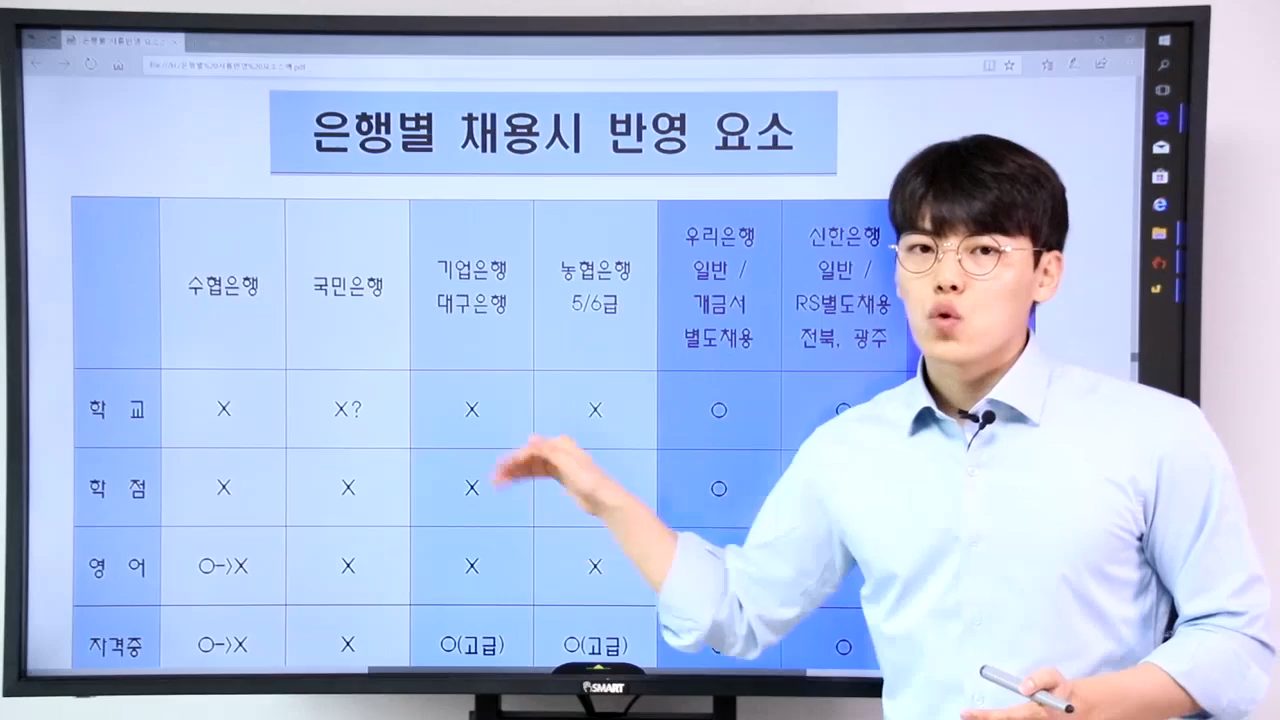 은행별 채용시 반영 요소
수협은행 국민은행 기업은행 대구은행 농협은행 5/6급 우리은행 일반 / 개금서 별도채용 신한은행 일반 / RS별도채용 전북, 광주
학 교 X X? X X O O
학 점 X X X O
영 어 O->X X X X
자격증 O->X X O(고급) O(고급) O
SMART